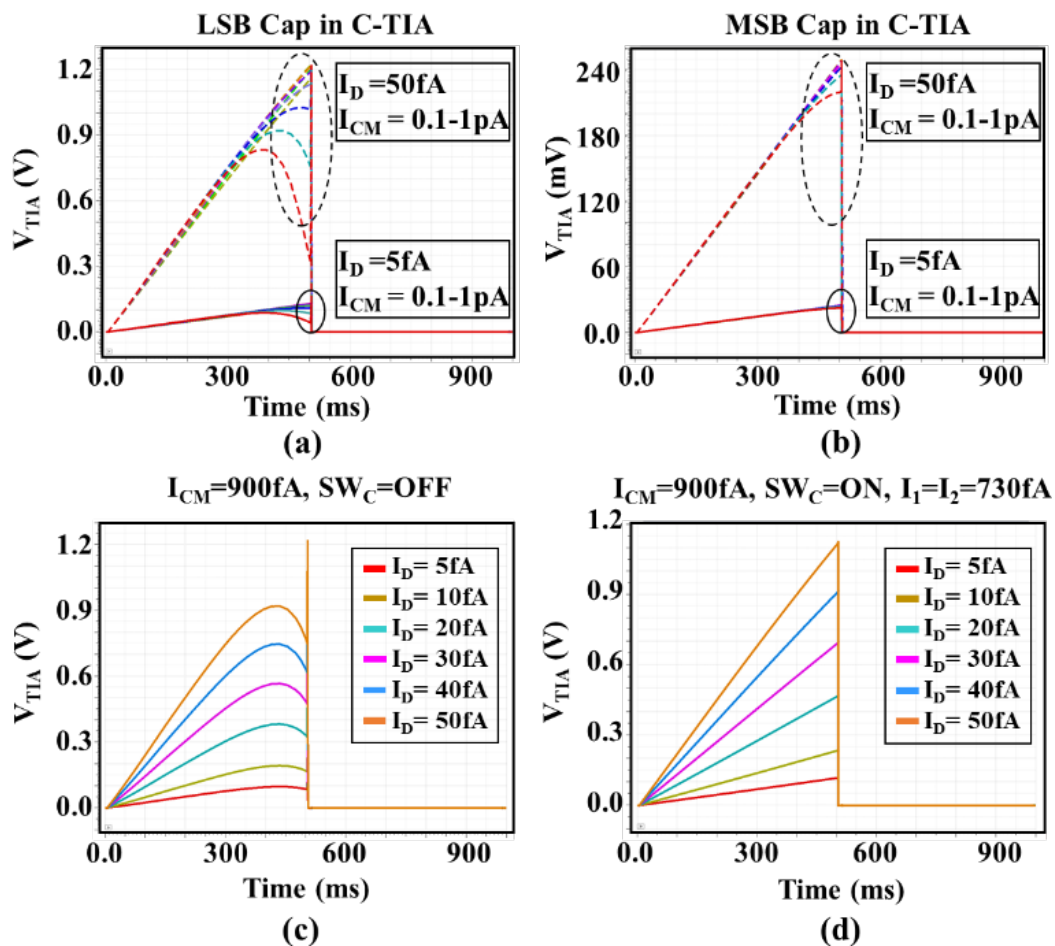 LSB Cap in C-TIA
V_TIA (V)
1.2
0.9
0.6
0.3
0.0
I_D =50fA
I_CM = 0.1-1pA
I_D =5fA
I_CM = 0.1-1pA
0.0 300 600 900
Time (ms)
(a)
MSB Cap in C-TIA
V_TIA (mV)
240
180
120
60
0.0
I_D =50fA
I_CM = 0.1-1pA
I_D =5fA
I_CM = 0.1-1pA
0.0 300 600 900
Time (ms)
(b)
I_CM=900fA, SW_C=OFF
V_TIA (V)
1.2
0.9
0.6
0.3
0.0
I_D= 5fA
I_D= 10fA
I_D= 20fA
I_D= 30fA
I_D= 40fA
I_D= 50fA
0.0 300 600 900
Time (ms)
(c)
I_CM=900fA, SW_C=ON, I_1=I_2=730fA
V_TIA (V)
1.2
0.9
0.6
0.3
0.0
I_D= 5fA
I_D= 10fA
I_D= 20fA
I_D= 30fA
I_D= 40fA
I_D= 50fA
0.0 300 600 900
Time (ms)
(d)